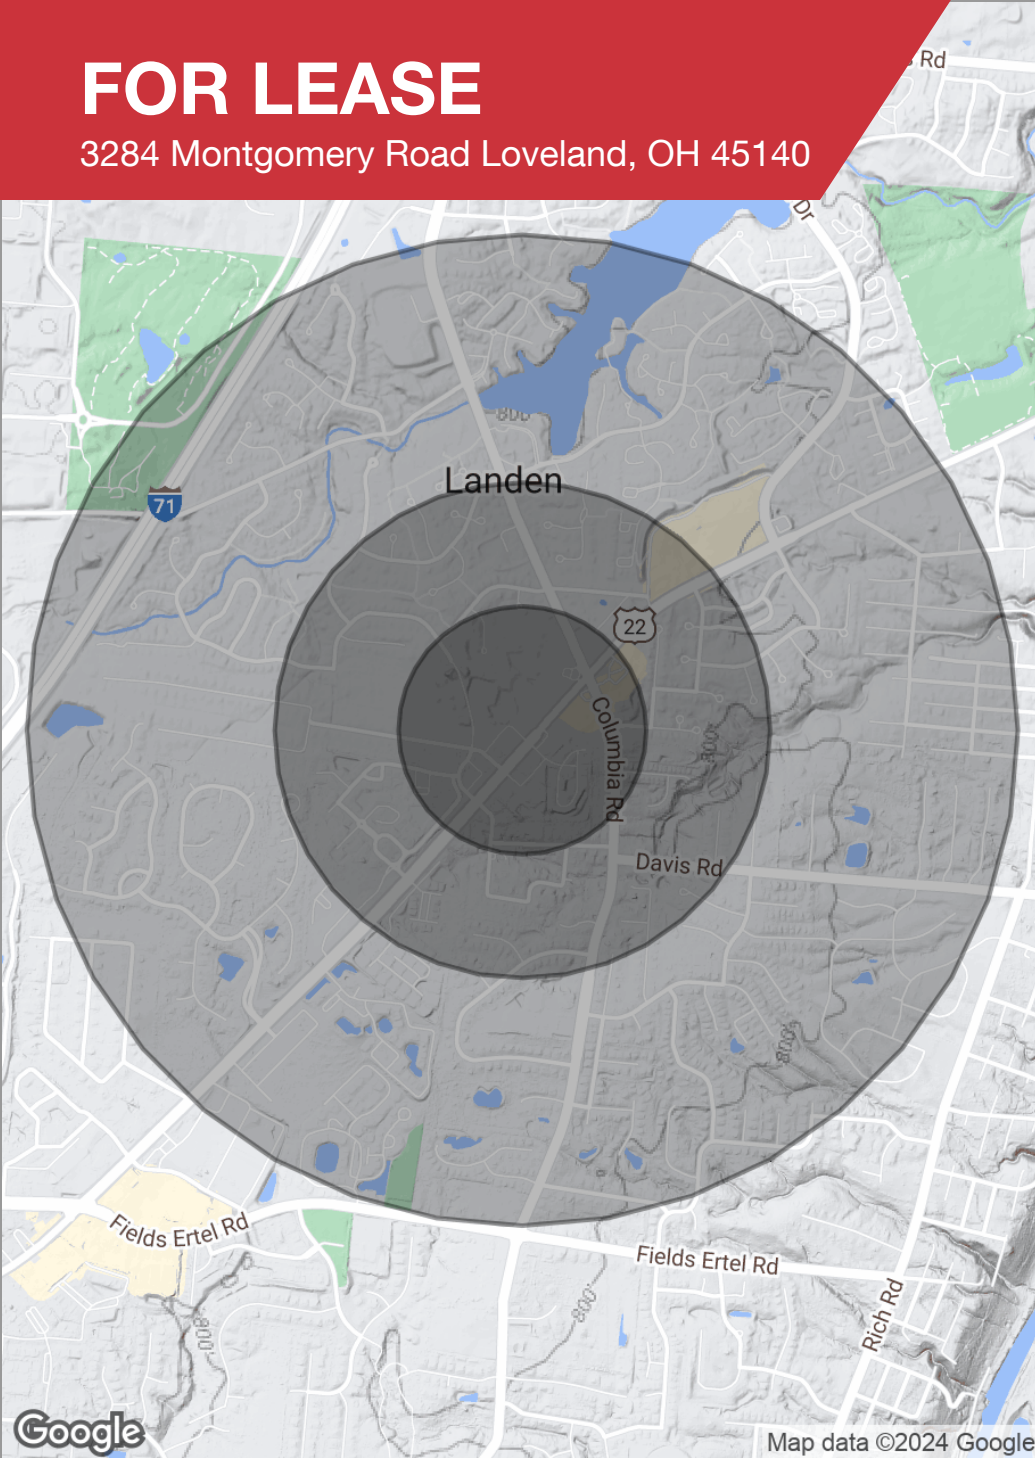 FOR LEASE
3284 Montgomery Road Loveland, OH 45140
Rd
Dr
800'
Landen
71
22
Columbia Rd
800'
Davis Rd
800'
Fields Ertel Rd
Fields Ertel Rd
800'
800'
Rich Rd
Google
Map data ©2024 Google